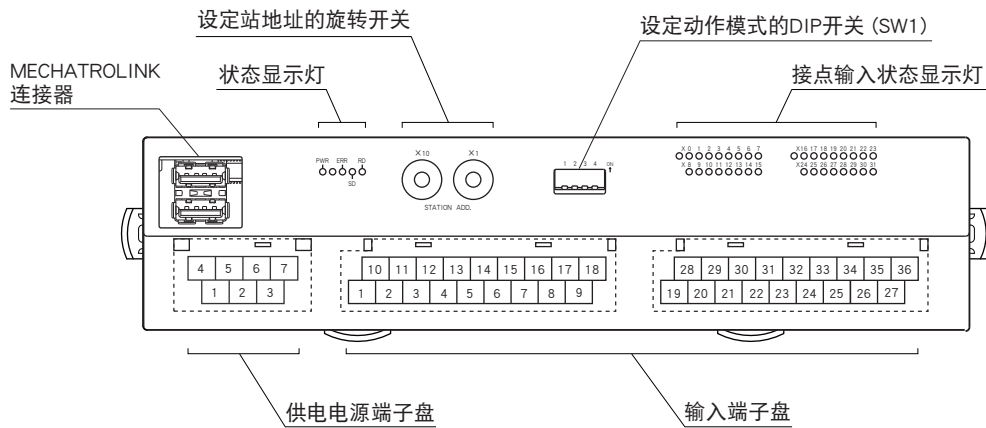 设定站地址的旋转开关
设定动作模式的DIP开关 (SW1)
MECHATROLINK
连接器
状态显示灯
接点输入状态显示灯
PWR ERR RD
SD
×10 ×1
STATION ADD.
1 2 3 4 ON
X 0 1 2 3 4 5 6 7
X 8 9 10 11 12 13 14 15
X16 17 18 19 20 21 22 23
X24 25 26 27 28 29 30 31
4 5 6 7
1 2 3
10 11 12 13 14 15 16 17 18
1 2 3 4 5 6 7 8 9
28 29 30 31 32 33 34 35 36
19 20 21 22 23 24 25 26 27
供电电源端子盘
输入端子盘